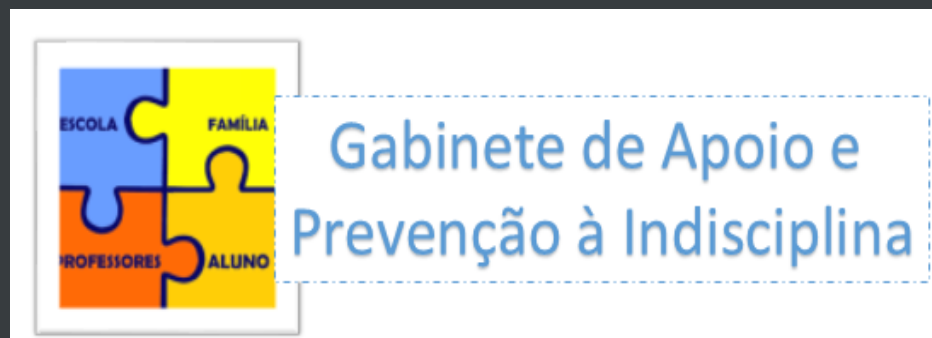 ESCOLA
FAMÍLIA
PROFESSORES
ALUNO
Gabinete de Apoio e
Prevenção à Indisciplina